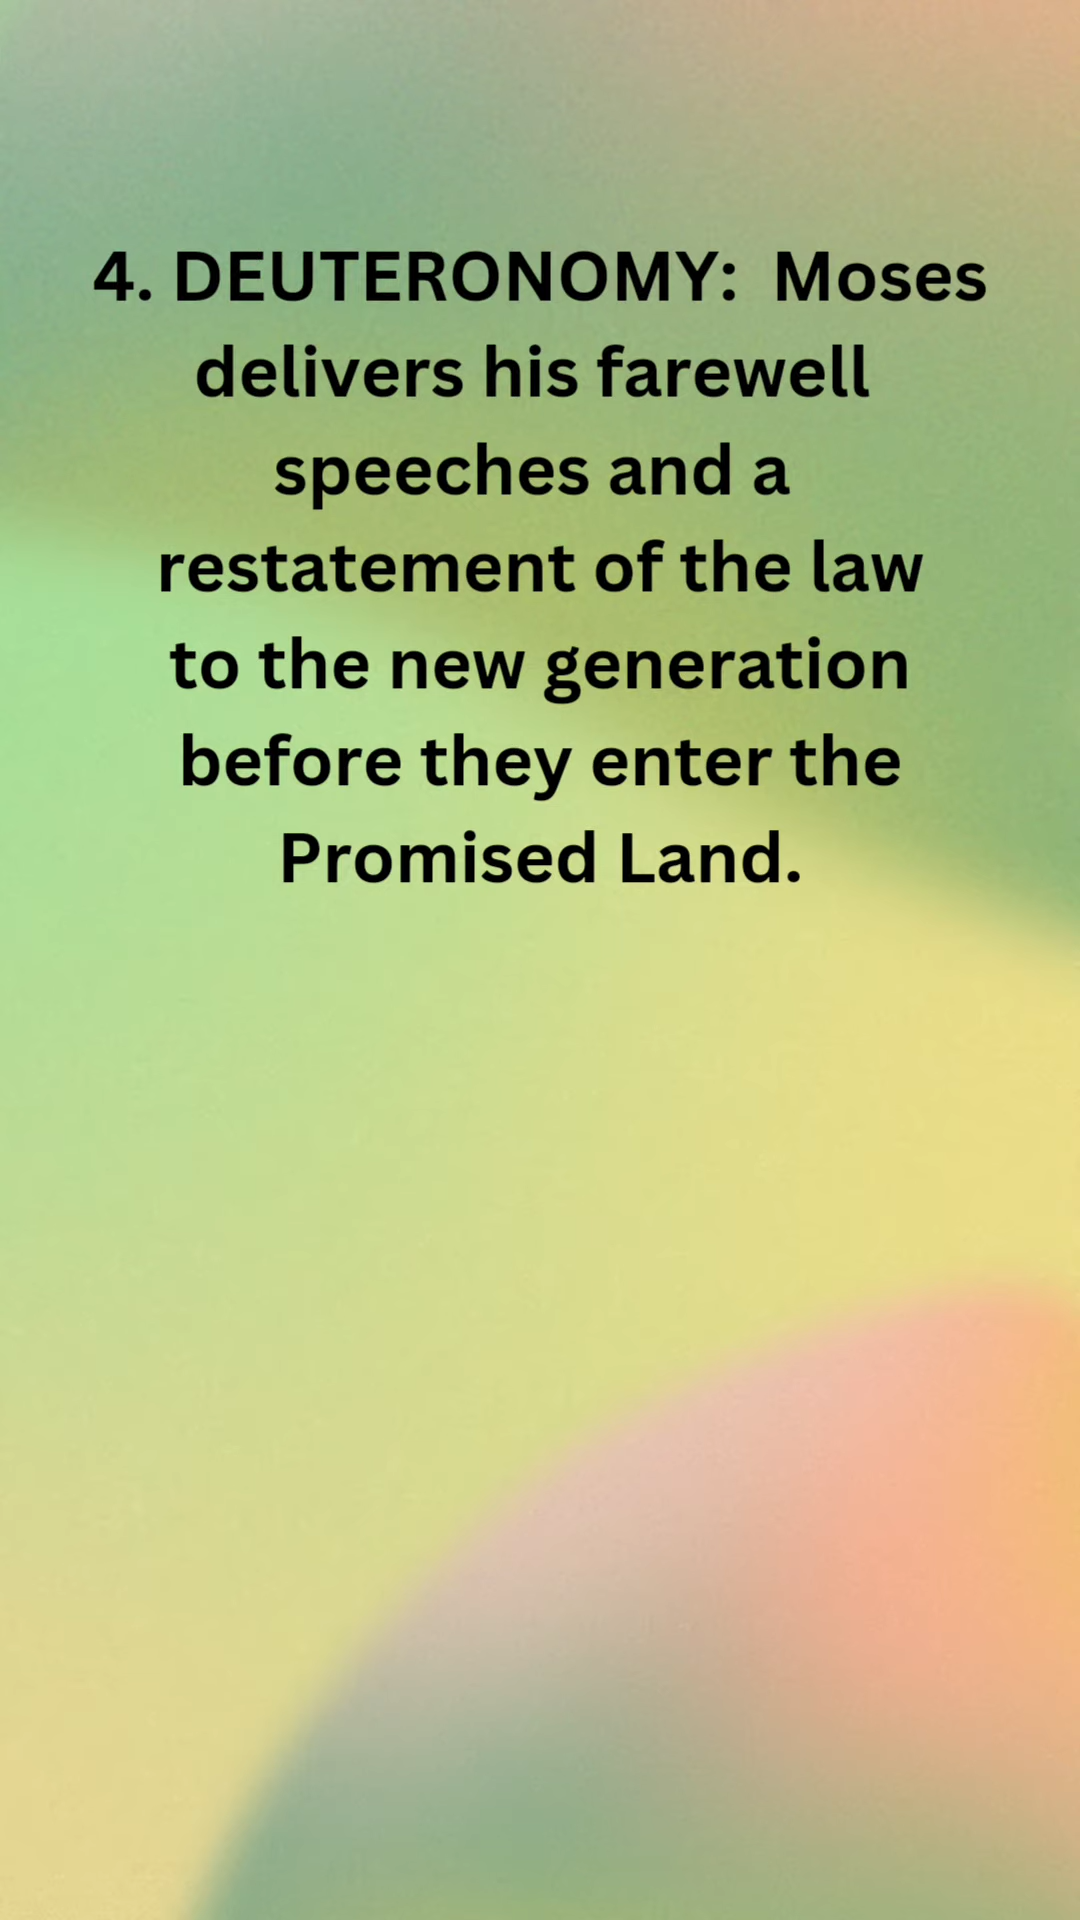 4. DEUTERONOMY:  Moses
delivers his farewell
speeches and a
restatement of the law
to the new generation
before they enter the
Promised Land.